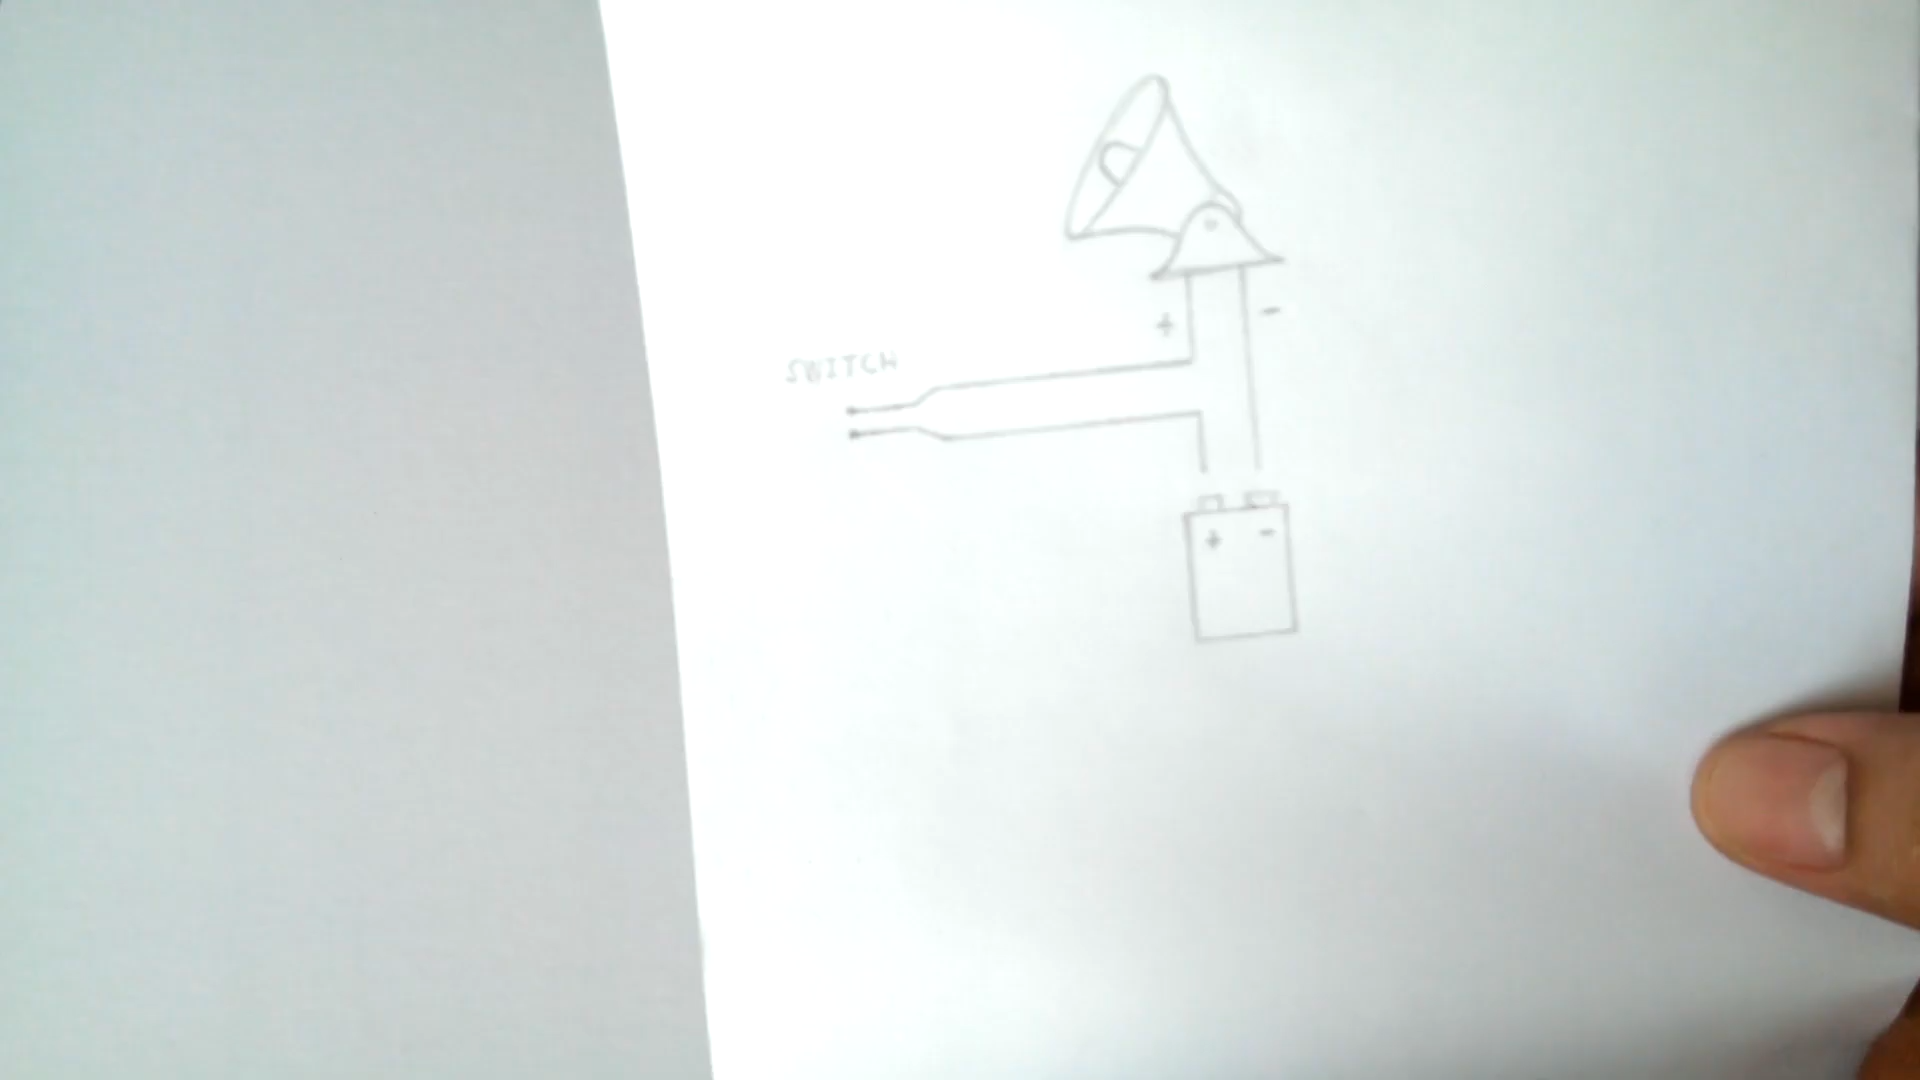 SWITCH
+ -
+ -